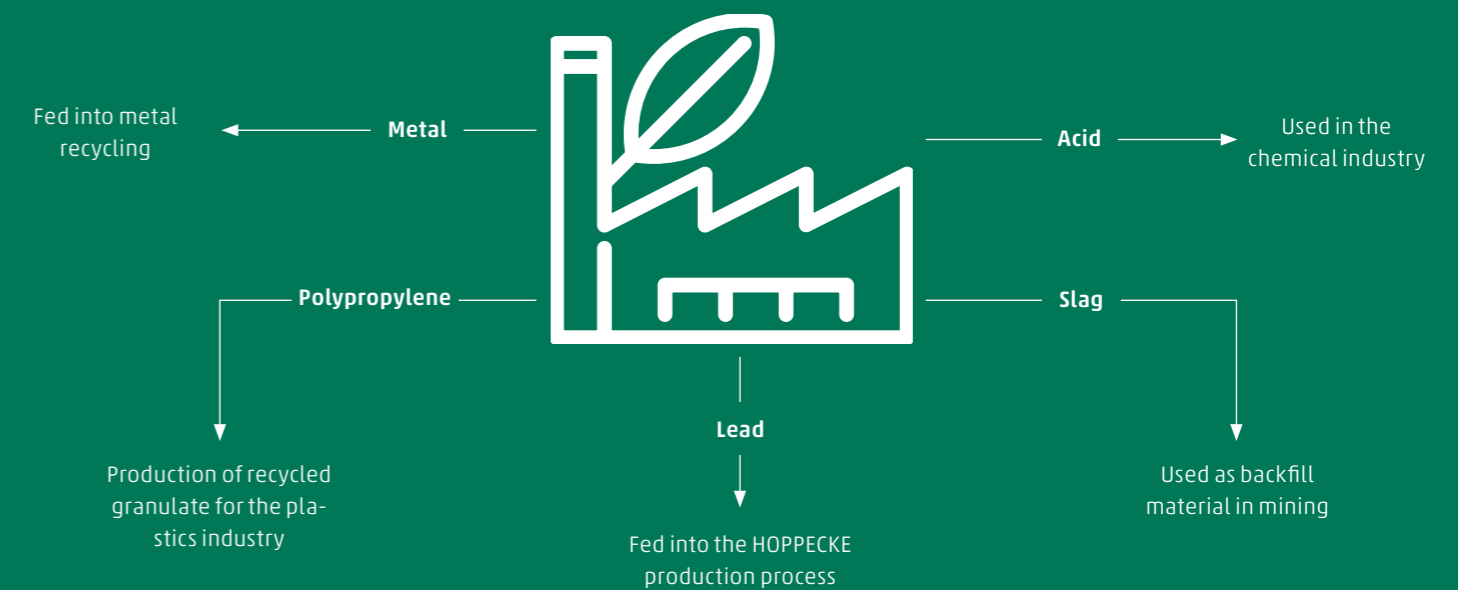 Metal
Fed into metal
recycling
Acid
Used in the
chemical industry
Polypropylene
Production of recycled
granulate for the pla-
stics industry
Lead
Fed into the HOPPECKE
production process
Slag
Used as backfill
material in mining